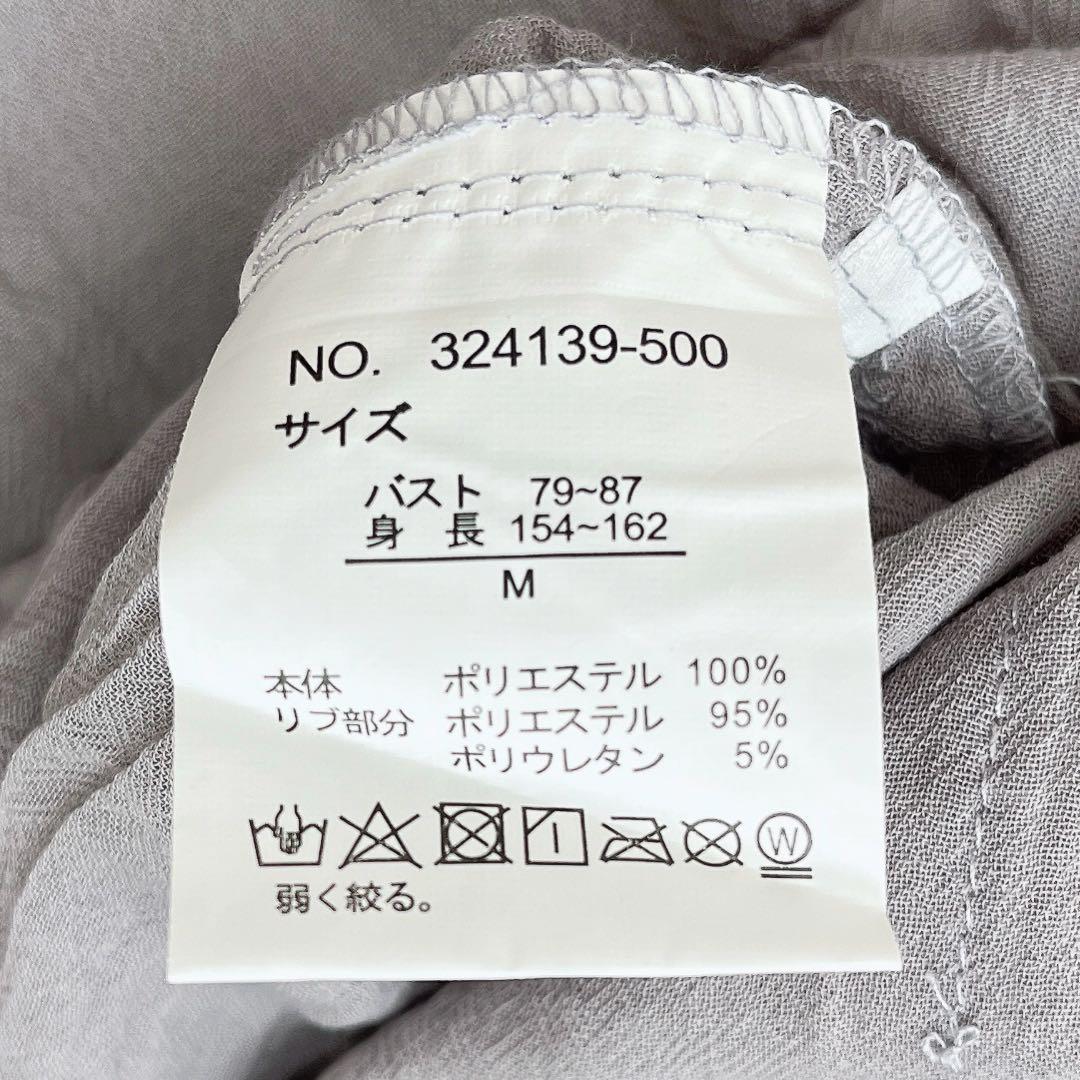 NO. 324139-500
サイズ
バスト 79~87
身 長 154~162
M
本体 ポリエステル 100%
リブ部分 ポリエステル 95%
ポリウレタン 5%
W
弱く絞る。